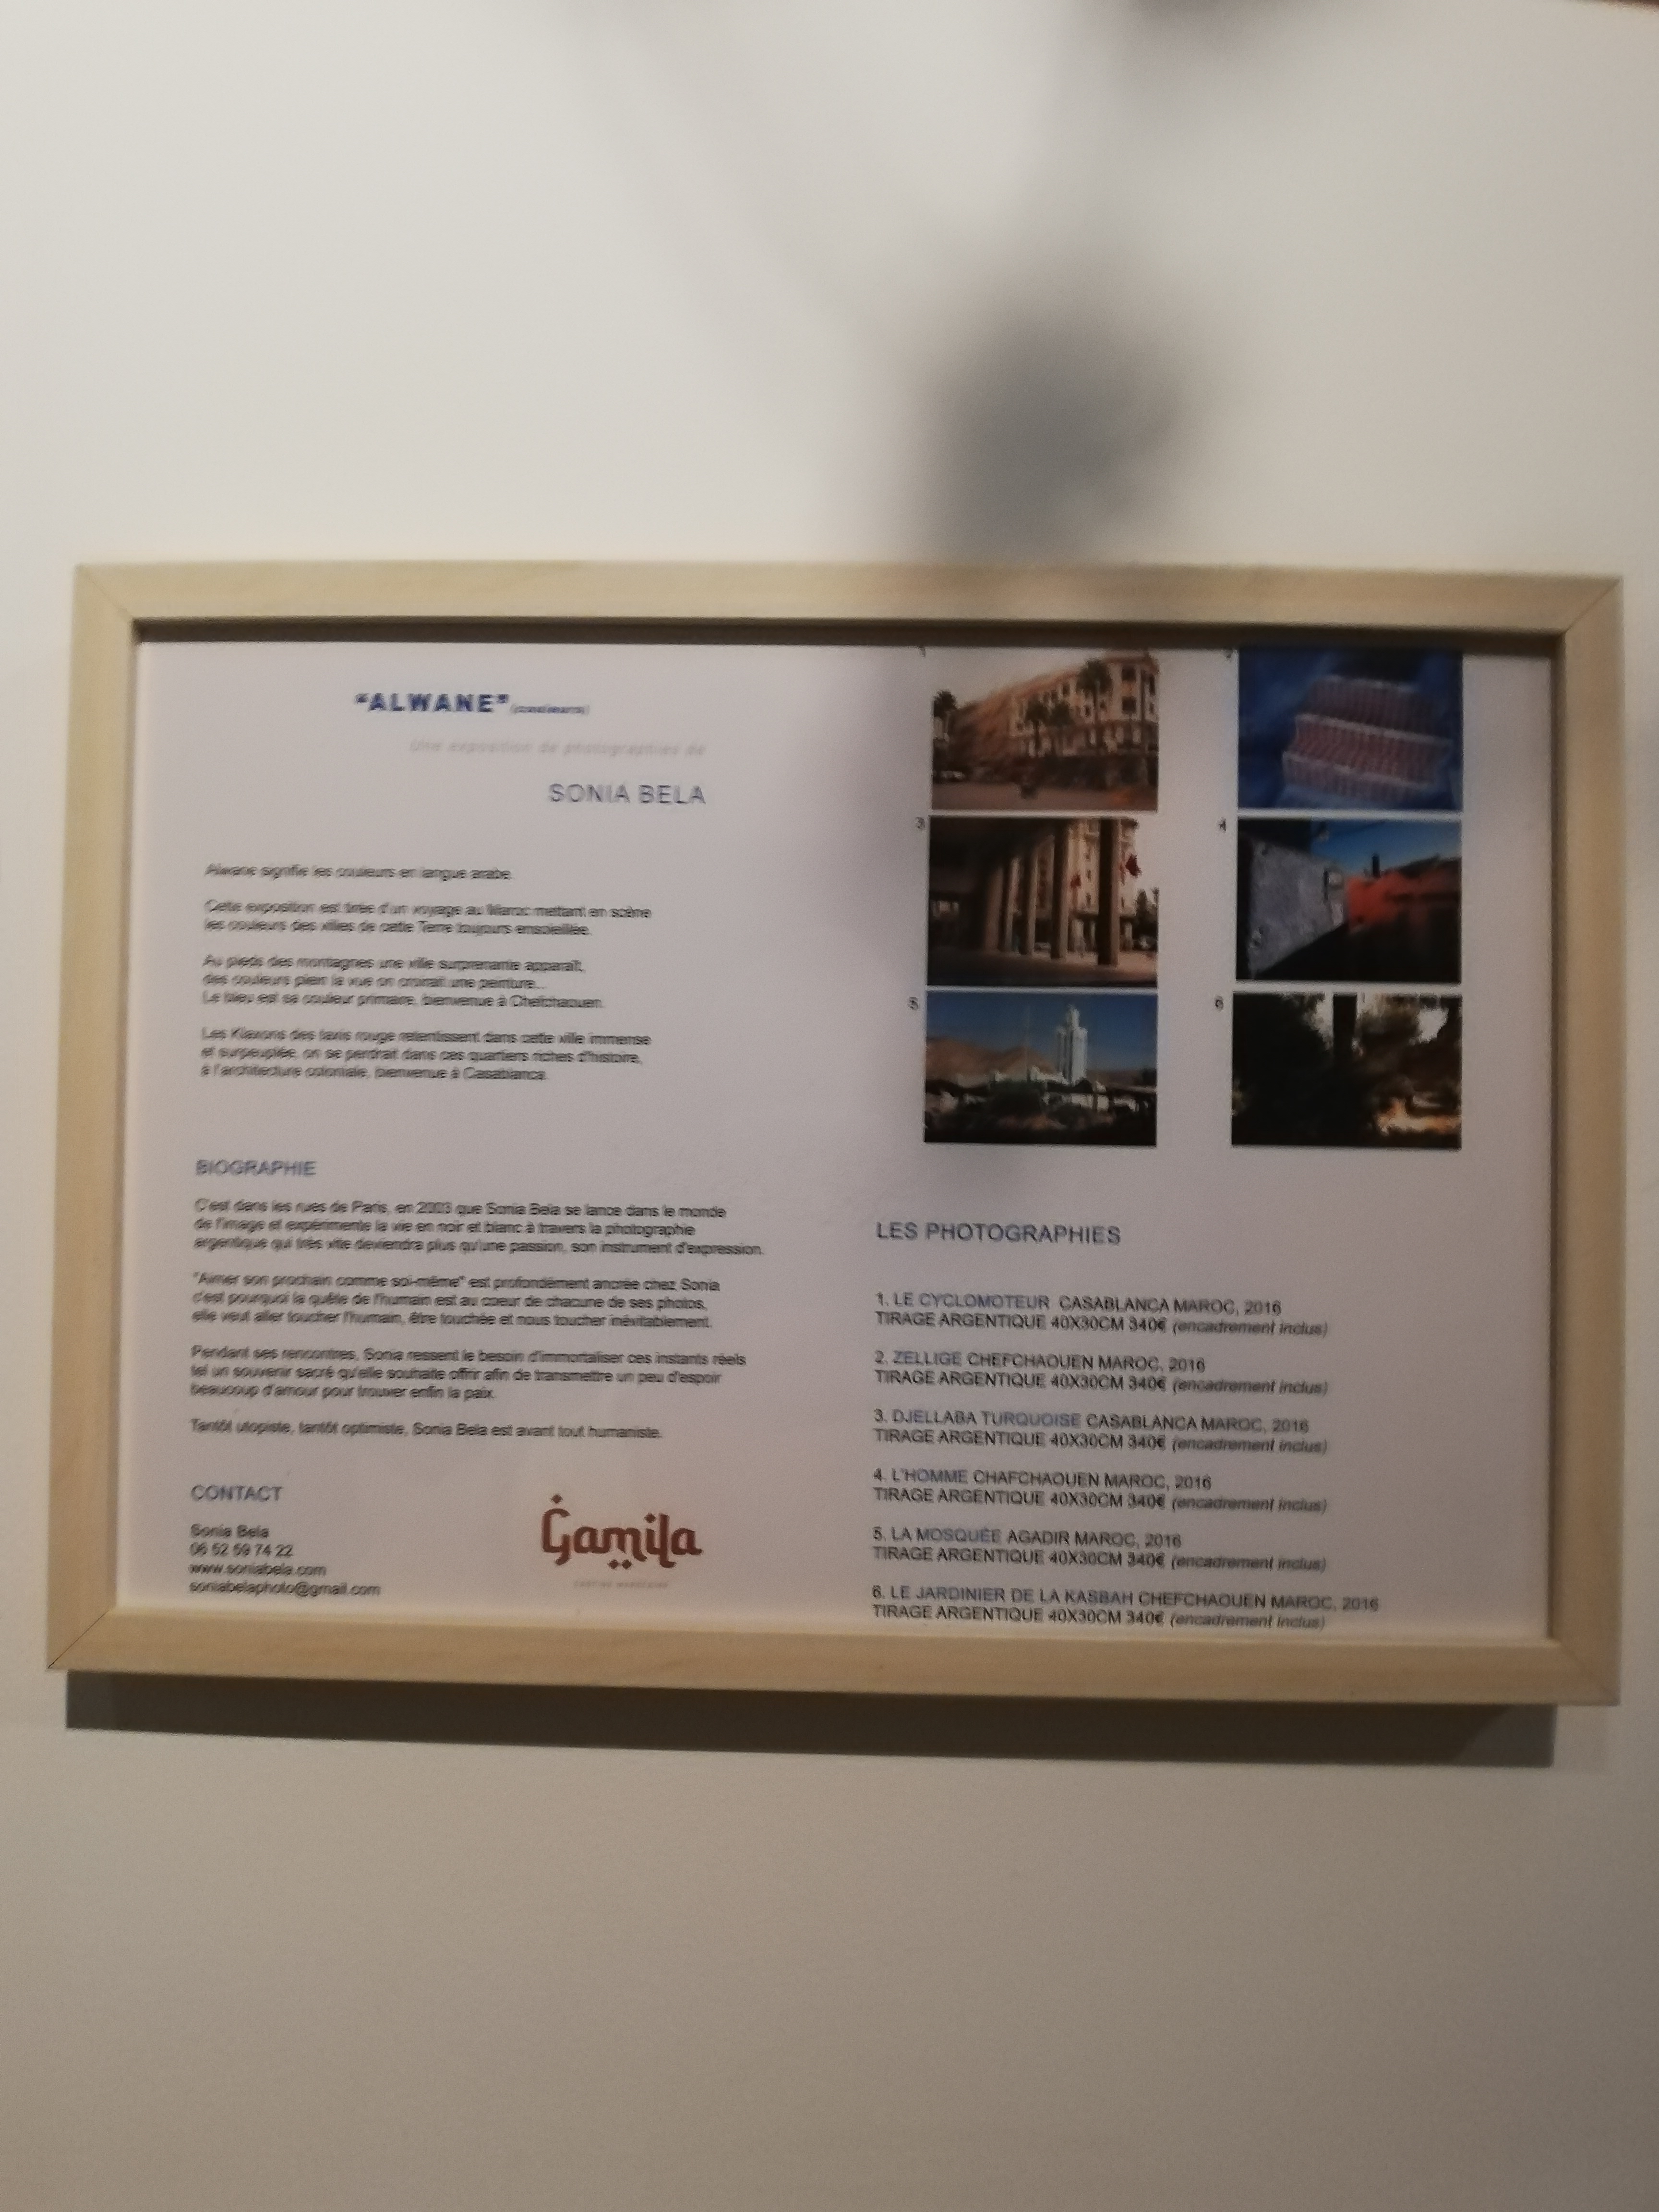 "ALWANE"
Une exposition de photographies de
SONIA BELA
Alwane signifie les couleurs en langue arabe.
Cette exposition est tirée d'un voyage au Maroc mettant en scène
les couleurs des villes de cette Terre toujours ensoleillée.
Au pieds des montagnes une ville surprenante apparaît,
des couleurs plein la vue on croirait une peinture...
Le bleu est sa couleur primaire, bienvenue à Chefchaouen.
Les Klaxons des taxis rouge retentissent dans cette ville immense
et surpeuplée, on se perdrait dans ces quartiers riches d'histoire,
à l'architecture coloniale, bienvenue à Casablanca.
BIOGRAPHIE
C'est dans les rues de Paris, en 2003 que Sonia Bela se lance dans le monde
de l'image et expérimente la vie en noir et blanc à travers la photographie
argentique qui très vite deviendra plus qu'une passion, son instrument d'expression.
"Aimer son prochain comme soi-même" est profondément ancrée chez Sonia
c'est pourquoi la quête de l'humain est au coeur de chacune de ses photos,
elle veut aller toucher l'humain, être touchée et nous toucher inévitablement.
Pendant ses rencontres, Sonia ressent le besoin d'immortaliser ces instants réels
tel un souvenir sacré qu'elle souhaite offrir afin de transmettre un peu d'espoir
beaucoup d'amour pour trouver enfin la paix.
Tantôt utopiste, tantôt optimiste, Sonia Bela est avant tout humaniste.
CONTACT
Sonia Bela
06 52 59 74 22
www.soniabela.com
soniabelaphoto@gmail.com
Gamila
CANTINE MAROCAINE
3
4
5
6
LES PHOTOGRAPHIES
1. LE CYCLOMOTEUR CASABLANCA MAROC, 2016
TIRAGE ARGENTIQUE 40X30CM 340€ (encadrement inclus)
2. ZELLIGE CHEFCHAOUEN MAROC, 2016
TIRAGE ARGENTIQUE 40X30CM 340€ (encadrement inclus)
3. DJELLABA TURQUOISE CASABLANCA MAROC, 2016
TIRAGE ARGENTIQUE 40X30CM 340€ (encadrement inclus)
4. L'HOMME CHAFCHAOUEN MAROC, 2016
TIRAGE ARGENTIQUE 40X30CM 340€ (encadrement inclus)
5. LA MOSQUÉE AGADIR MAROC, 2016
TIRAGE ARGENTIQUE 40X30CM 340€ (encadrement inclus)
6. LE JARDINIER DE LA KASBAH CHEFCHAOUEN MAROC, 2016
TIRAGE ARGENTIQUE 40X30CM 340€ (encadrement inclus)